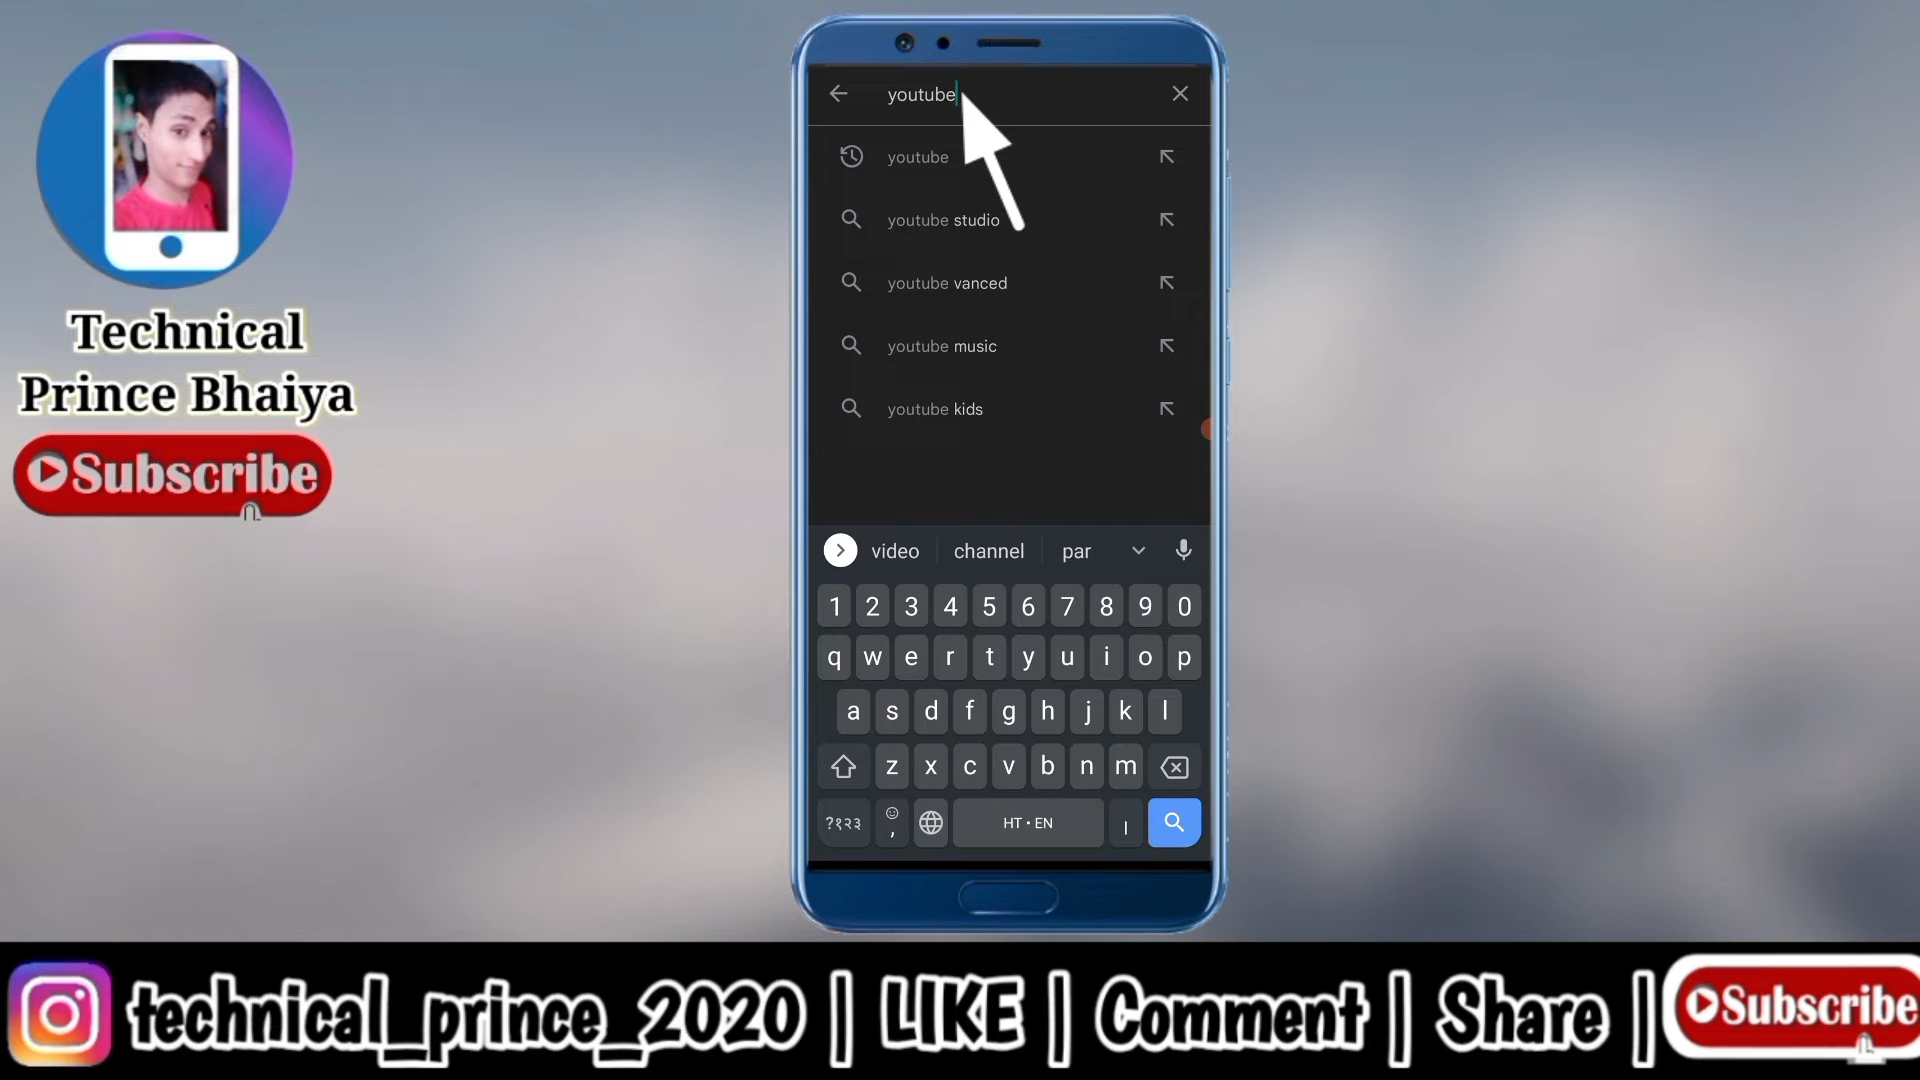 Technical
Prince Bhaiya
Subscribe
youtube
youtube
youtube studio
youtube vanced
youtube music
youtube kids
video channel par
1 2 3 4 5 6 7 8 9 0
q w e r t y u i o p
a s d f g h j k l
z x c v b n m
?१२३ , HT • EN ।
technical_prince_2020 | LIKE | Comment | Share | Subscribe